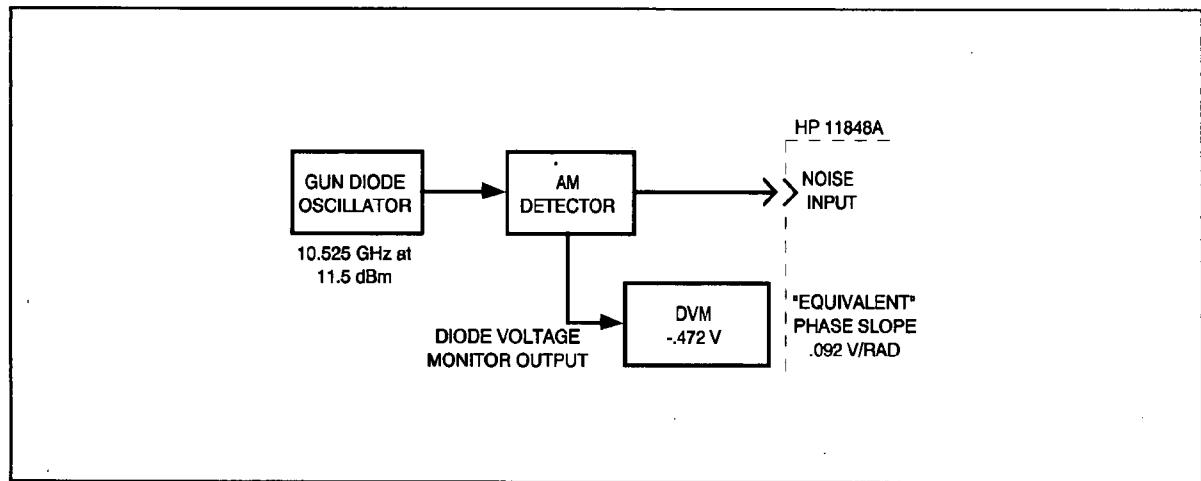 HP 11848A
GUN DIODE
OSCILLATOR
AM
DETECTOR
NOISE
INPUT
10.525 GHz at
11.5 dBm
DVM
-.472 V
"EQUIVALENT"
PHASE SLOPE
.092 V/RAD
DIODE VOLTAGE
MONITOR OUTPUT